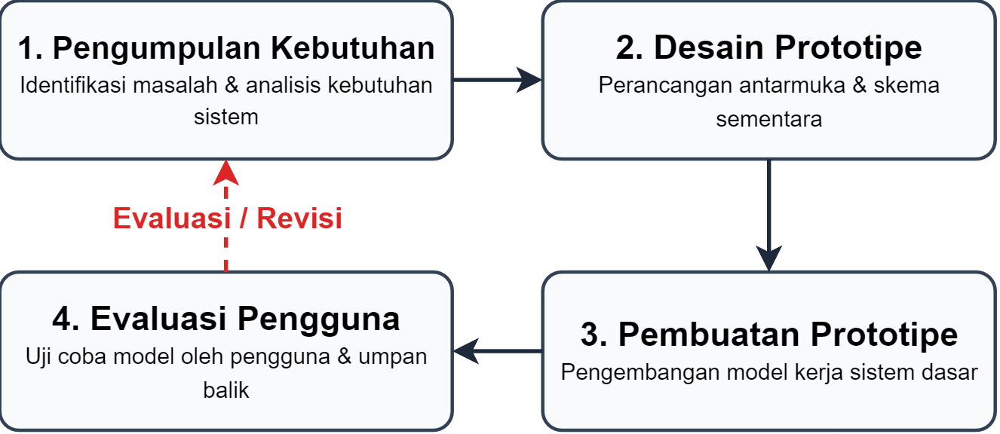 1. Pengumpulan Kebutuhan
Identifikasi masalah & analisis kebutuhan
sistem
2. Desain Prototipe
Perancangan antarmuka & skema
sementara
Evaluasi / Revisi
4. Evaluasi Pengguna
Uji coba model oleh pengguna & umpan
balik
3. Pembuatan Prototipe
Pengembangan model kerja sistem dasar